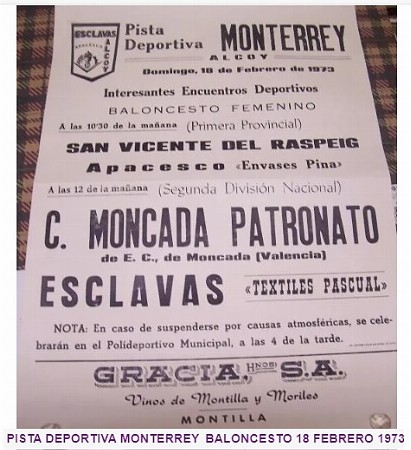 ESCLAVAS
ALCOY
Pista
Deportiva MONTERREY
ALCOY
Domingo, 18 de Febrero de 1973
Interesantes Encuentros Deportivos
BALONCESTO FEMENINO
A las 10'30 de la mañana (Primera Provincial)
SAN VICENTE DEL RASPEIG
Apacesco «Envases Pina»
A las 12 de la mañana (Segunda División Nacional)
C. MONCADA PATRONATO
de E. C., de Moncada (Valencia)
ESCLAVAS «TEXTILES PASCUAL»
NOTA: En caso de suspenderse por causas atmosféricas, se cele-
brarán en el Polideportivo Municipal, a las 4 de la tarde.
GRACIA, Hnos. S.A.
Vinos de Montilla y Moriles
MONTILLA
PISTA DEPORTIVA MONTERREY BALONCESTO 18 FEBRERO 1973